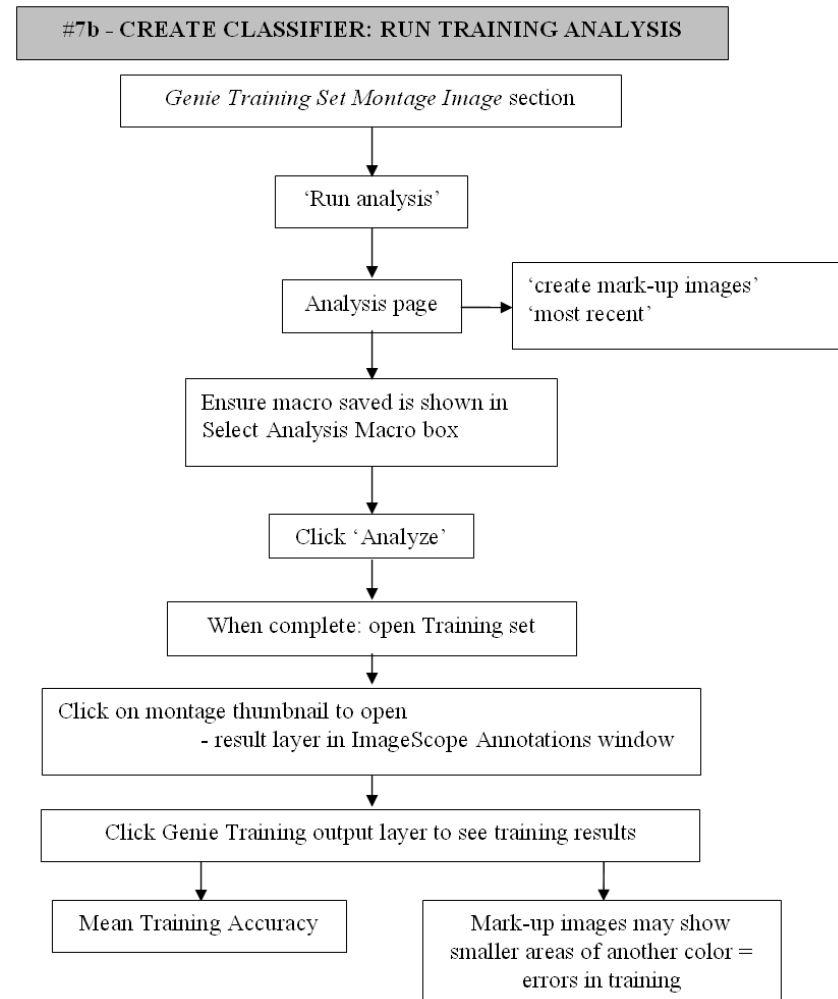 #7b - CREATE CLASSIFIER: RUN TRAINING ANALYSIS
Genie Training Set Montage Image section
‘Run analysis’
Analysis page
‘create mark-up images’
‘most recent’
Ensure macro saved is shown in
Select Analysis Macro box
Click ‘Analyze’
When complete: open Training set
Click on montage thumbnail to open
- result layer in ImageScope Annotations window
Click Genie Training output layer to see training results
Mean Training Accuracy
Mark-up images may show
smaller areas of another color =
errors in training